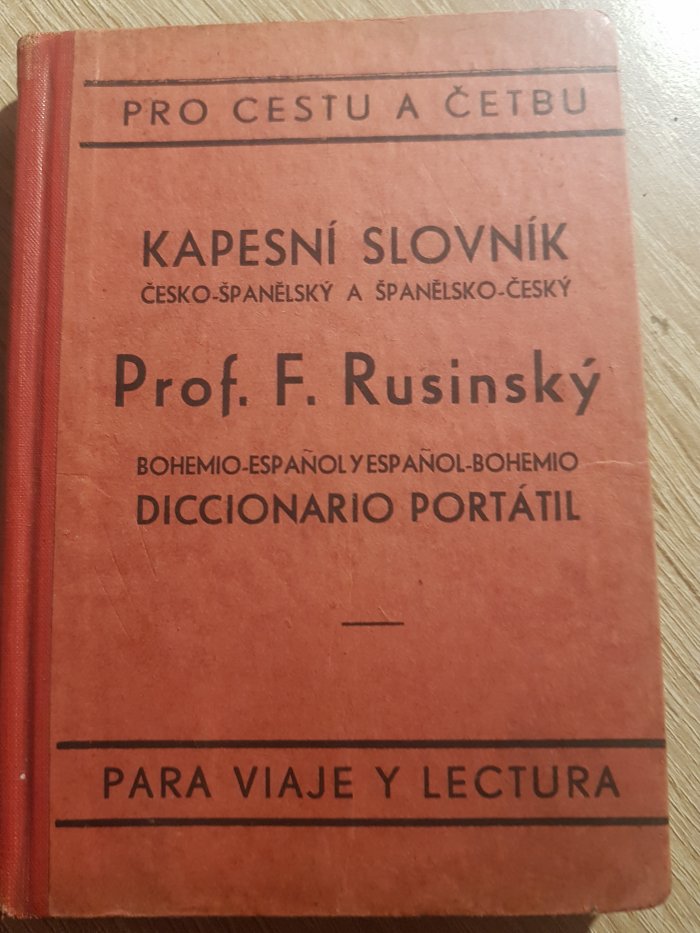 PRO CESTU A ČETBU
KAPESNÍ SLOVNÍK
ČESKO-ŠPANĚLSKÝ A ŠPANĚLSKO-ČESKÝ
Prof. F. Rusinský
BOHEMIO-ESPAÑOL Y ESPAÑOL-BOHEMIO
DICCIONARIO PORTÁTIL
PARA VIAJE Y LECTURA